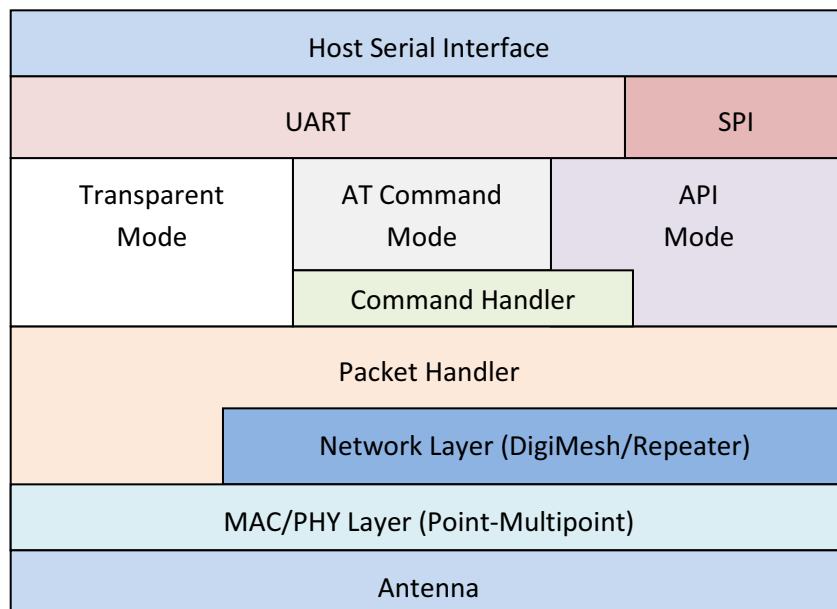 Host Serial Interface
UART
SPI
Transparent
Mode
AT Command
Mode
API
Mode
Command Handler
Packet Handler
Network Layer (DigiMesh/Repeater)
MAC/PHY Layer (Point-Multipoint)
Antenna